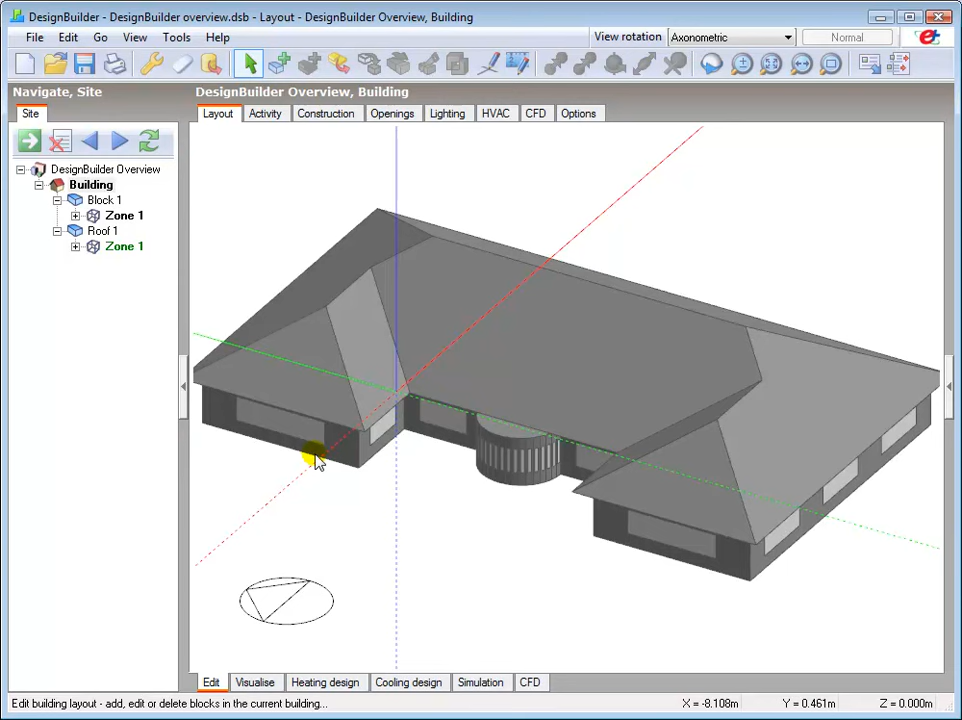 DesignBuilder - DesignBuilder overview.dsb - Layout - DesignBuilder Overview, Building
File Edit Go View Tools Help
View rotation Axonometric Normal
Navigate, Site
DesignBuilder Overview, Building
Site
Layout Activity Construction Openings Lighting HVAC CFD Options
DesignBuilder Overview
Building
Block 1
Zone 1
Roof 1
Zone 1
Edit Visualise Heating design Cooling design Simulation CFD
Edit building layout - add, edit or delete blocks in the current building... X = -8.108m Y = 0.461m Z = 0.000m